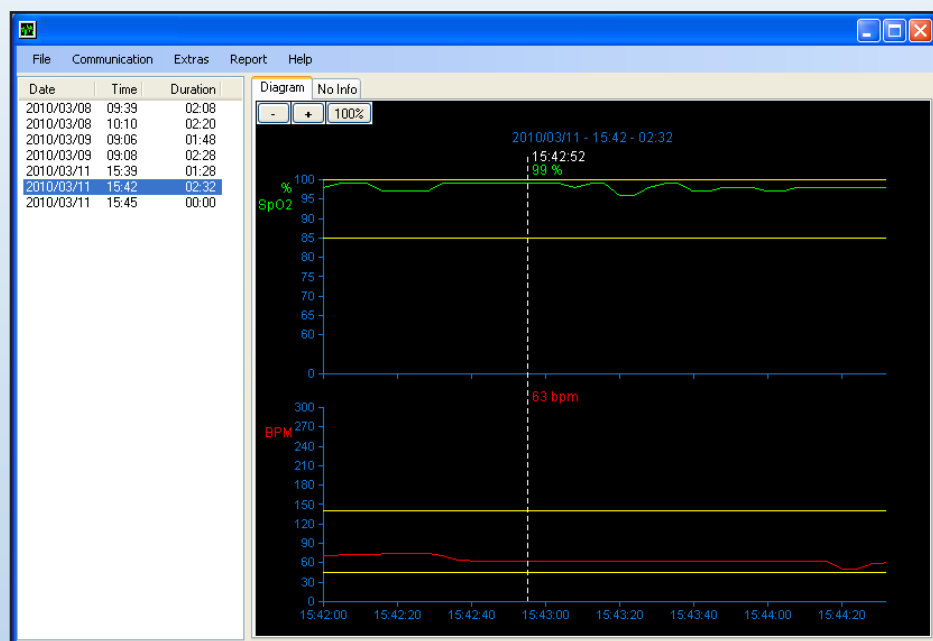 File Communication Extras Report Help
Date Time Duration
2010/03/08 09:39 02:08
2010/03/08 10:10 02:20
2010/03/09 09:06 01:48
2010/03/09 09:08 02:28
2010/03/11 15:39 01:28
2010/03/11 15:42 02:32
2010/03/11 15:45 00:00
Diagram No Info
- + 100%
2010/03/11 - 15:42 - 02:32
15:42:52
99 %
% SpO2
100
95
90
85
80
75
70
65
60
0
63 bpm
BPM
300
270
240
210
180
150
120
90
60
30
0
15:42:00 15:42:20 15:42:40 15:43:00 15:43:20 15:43:40 15:44:00 15:44:20